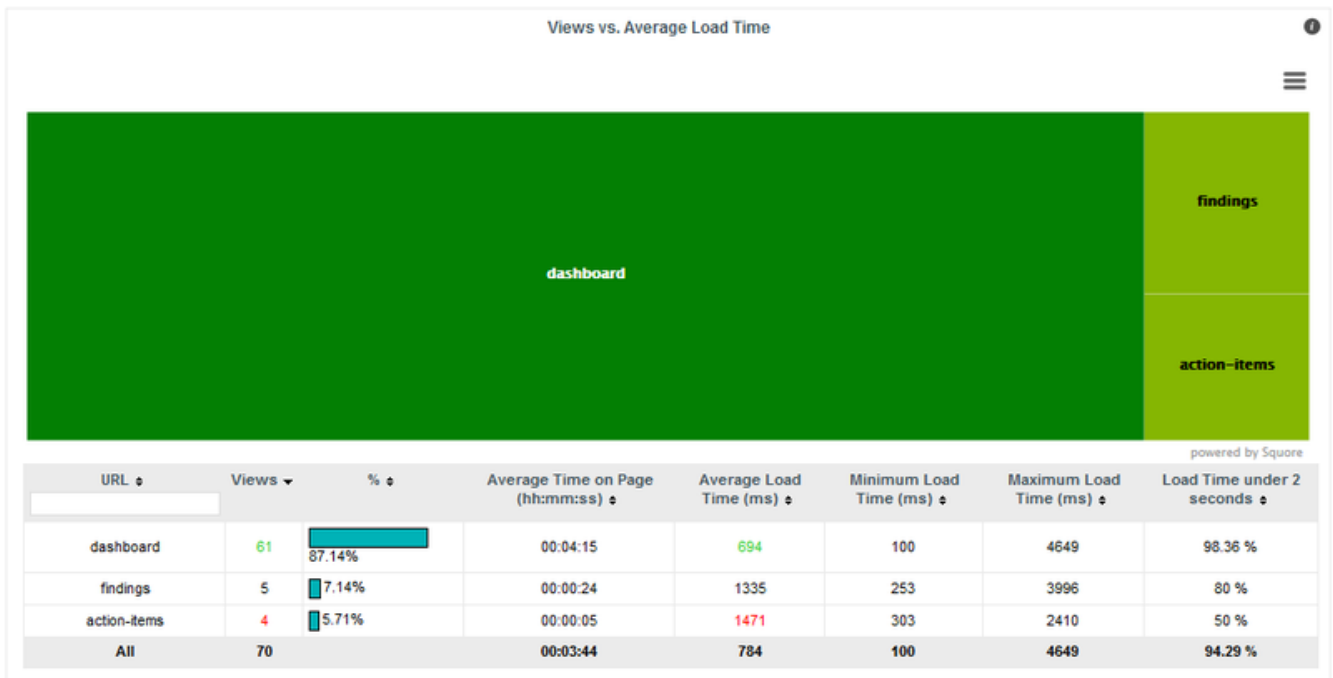 Views vs. Average Load Time
dashboard
findings
action-items
powered by Squore
URL Views % Average Time on Page (hh:mm:ss) Average Load Time (ms) Minimum Load Time (ms) Maximum Load Time (ms) Load Time under 2 seconds
dashboard 61 87.14% 00:04:15 694 100 4649 98.36 %
findings 5 7.14% 00:00:24 1335 253 3996 80 %
action-items 4 5.71% 00:00:05 1471 303 2410 50 %
All 70 00:03:44 784 100 4649 94.29 %